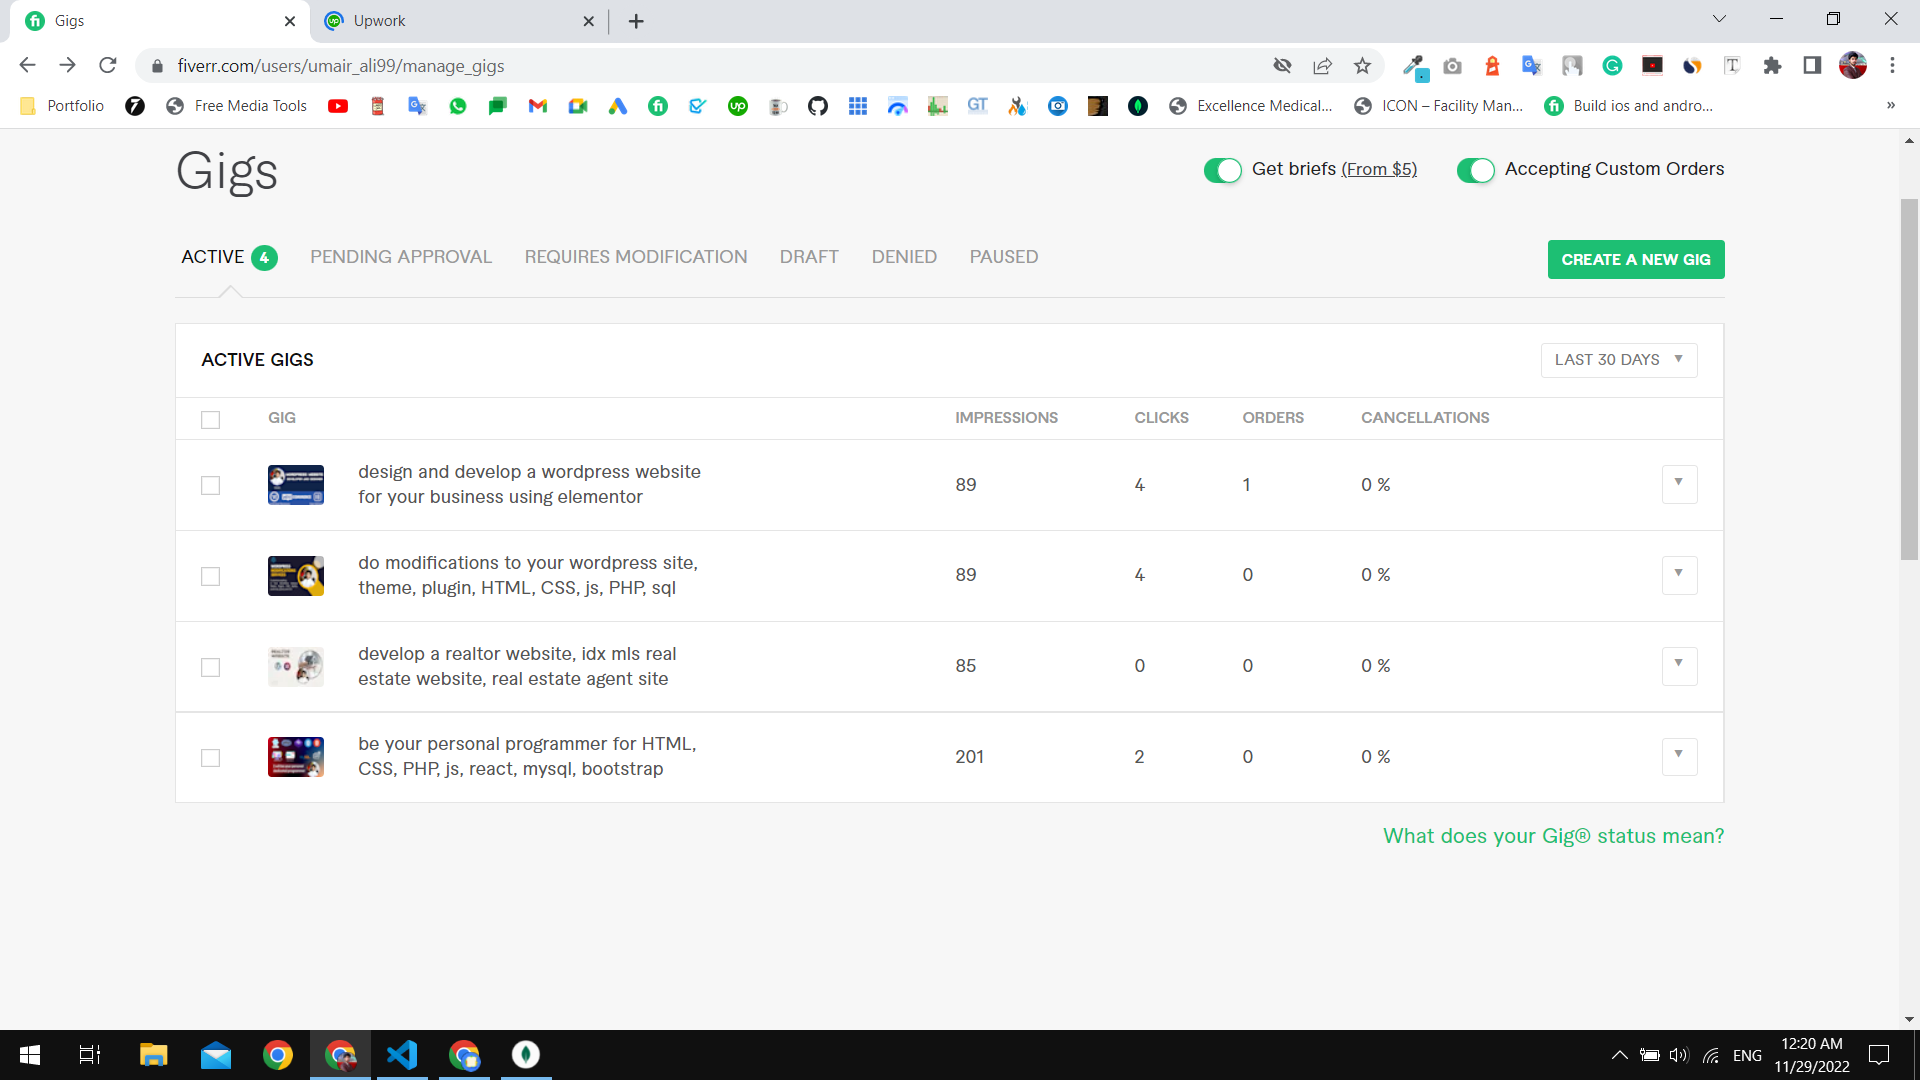 Gigs
Upwork
fiverr.com/users/umair_ali99/manage_gigs
Portfolio
Free Media Tools
Excellence Medical...
ICON – Facility Man...
Build ios and andro...
Gigs
Get briefs (From $5)
Accepting Custom Orders
ACTIVE 4
PENDING APPROVAL
REQUIRES MODIFICATION
DRAFT
DENIED
PAUSED
CREATE A NEW GIG
ACTIVE GIGS
LAST 30 DAYS
GIG IMPRESSIONS CLICKS ORDERS CANCELLATIONS
design and develop a wordpress website
for your business using elementor
89 4 1 0 %
do modifications to your wordpress site,
theme, plugin, HTML, CSS, js, PHP, sql
89 4 0 0 %
develop a realtor website, idx mls real
estate website, real estate agent site
85 0 0 0 %
be your personal programmer for HTML,
CSS, PHP, js, react, mysql, bootstrap
201 2 0 0 %
What does your Gig® status mean?
ENG
12:20 AM
11/29/2022